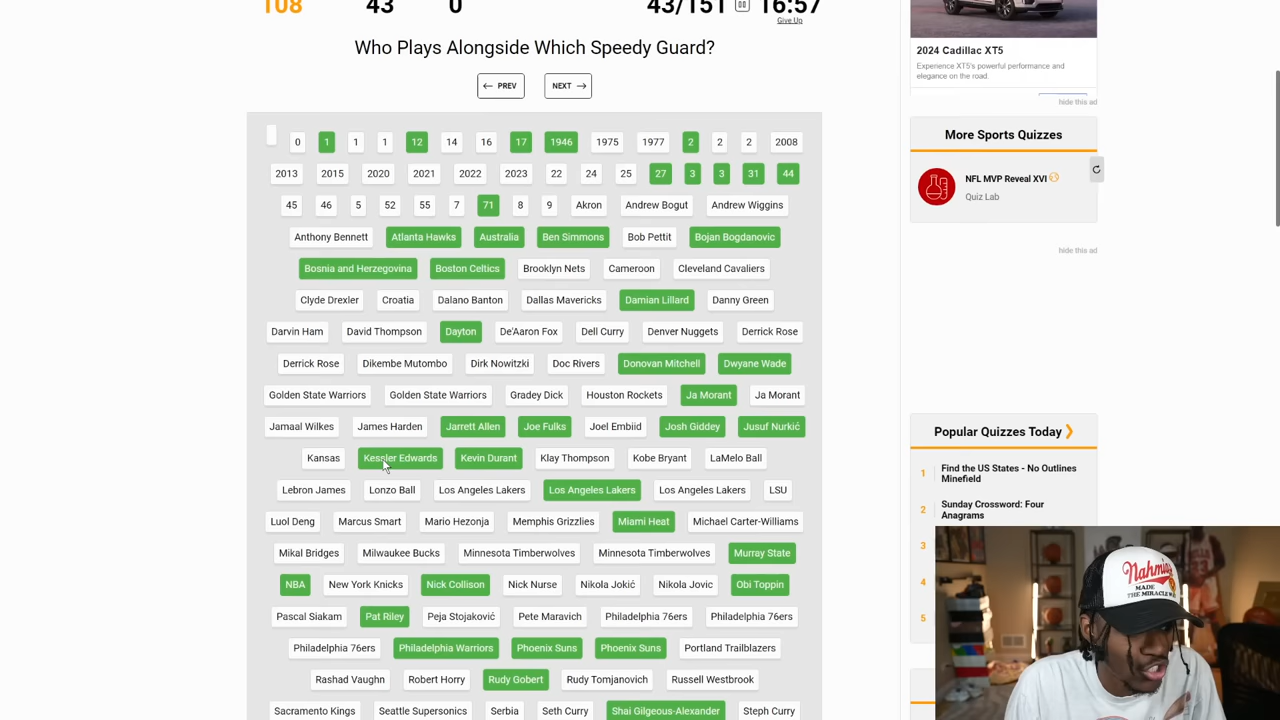 108 43 0 43/151 16:57
Give Up
Who Plays Alongside Which Speedy Guard?
← PREV NEXT →
0 1 1 1 12 14 16 17 1946 1975 1977 2 2 2 2008
2013 2015 2020 2021 2022 2023 22 24 25 27 3 3 31 44
45 46 5 52 55 7 71 8 9 Akron Andrew Bogut Andrew Wiggins
Anthony Bennett Atlanta Hawks Australia Ben Simmons Bob Pettit Bojan Bogdanovic
Bosnia and Herzegovina Boston Celtics Brooklyn Nets Cameroon Cleveland Cavaliers
Clyde Drexler Croatia Dalano Banton Dallas Mavericks Damian Lillard Danny Green
Darvin Ham David Thompson Dayton De'Aaron Fox Dell Curry Denver Nuggets Derrick Rose
Derrick Rose Dikembe Mutombo Dirk Nowitzki Doc Rivers Donovan Mitchell Dwyane Wade
Golden State Warriors Golden State Warriors Gradey Dick Houston Rockets Ja Morant Ja Morant
Jamaal Wilkes James Harden Jarrett Allen Joe Fulks Joel Embiid Josh Giddey Jusuf Nurkić
Kansas Kessler Edwards Kevin Durant Klay Thompson Kobe Bryant LaMelo Ball
Lebron James Lonzo Ball Los Angeles Lakers Los Angeles Lakers Los Angeles Lakers LSU
Luol Deng Marcus Smart Mario Hezonja Memphis Grizzlies Miami Heat Michael Carter-Williams
Mikal Bridges Milwaukee Bucks Minnesota Timberwolves Minnesota Timberwolves Murray State
NBA New York Knicks Nick Collison Nick Nurse Nikola Jokić Nikola Jovic Obi Toppin
Pascal Siakam Pat Riley Peja Stojaković Pete Maravich Philadelphia 76ers Philadelphia 76ers
Philadelphia 76ers Philadelphia Warriors Phoenix Suns Phoenix Suns Portland Trailblazers
Rashad Vaughn Robert Horry Rudy Gobert Rudy Tomjanovich Russell Westbrook
Sacramento Kings Seattle Supersonics Serbia Seth Curry Shai Gilgeous-Alexander Steph Curry
2024 Cadillac XT5
Experience XT5's powerful performance and
elegance on the road.
hide this ad
More Sports Quizzes
NFL MVP Reveal XVI
Quiz Lab
hide this ad
Popular Quizzes Today ❯
1 Find the US States - No Outlines
Minefield
2 Sunday Crossword: Four
Anagrams
3
4
5
Nahmias
MADE
THE MIRACLE